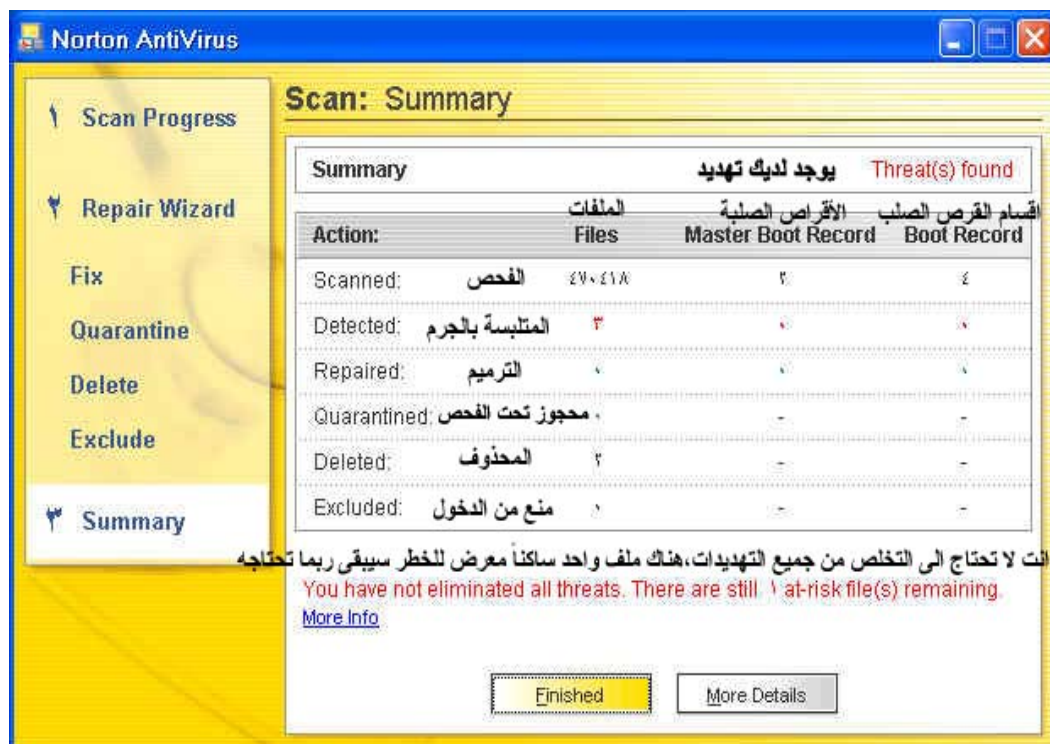 Norton AntiVirus
١ Scan Progress
٢ Repair Wizard
Fix
Quarantine
Delete
Exclude
٣ Summary
Scan: Summary
Summary يوجد لديك تهديد Threat(s) found
الملفات الأقراص الصلبة اقسام القرص الصلب
Action: Files Master Boot Record Boot Record
Scanned: الفحص ٤٧٠٤١٨ ٢ ٤
Detected: المتلبسة بالجرم ٣ ٠ ٠
Repaired: الترميم ٠ ٠ ٠
Quarantined: محجوز تحت الفحص ٠ - -
Deleted: المحذوف ٢ - -
Excluded: منع من الدخول ٠ - -
انت لا تحتاج الى التخلص من جميع التهديدات،هناك ملف واحد ساكناً معرض للخطر سيبقى ربما تحتاجه
You have not eliminated all threats. There are still ١ at-risk file(s) remaining.
More Info
Finished
More Details